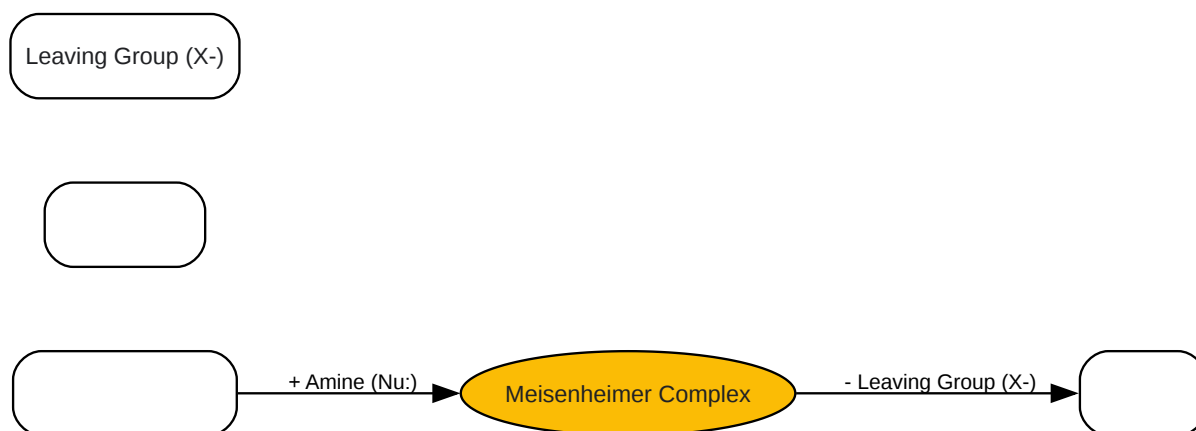 Leaving Group (X-)
+ Amine (Nu:)
Meisenheimer Complex
- Leaving Group (X-)